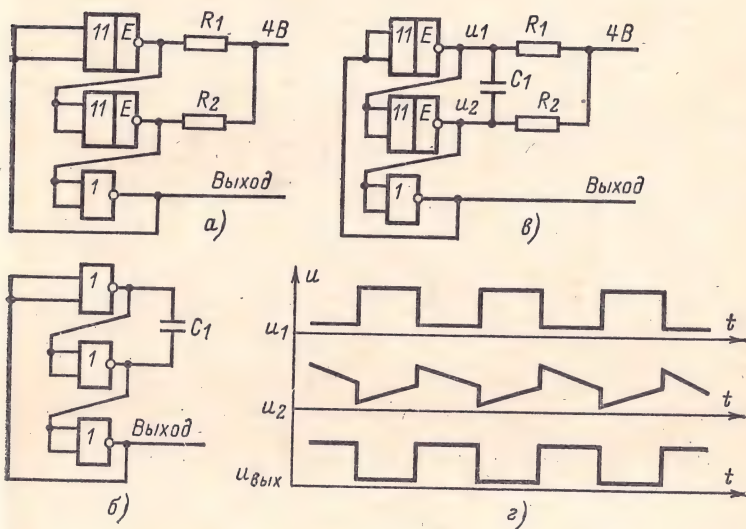 11 E R1 4В
11 E R2
1 Выход
а)
11 E u1 R1 4В
C1
11 E u2 R2
1 Выход
в)
1
C1
1
1 Выход
б)
u
u1 t
u2 t
uвых t
г)